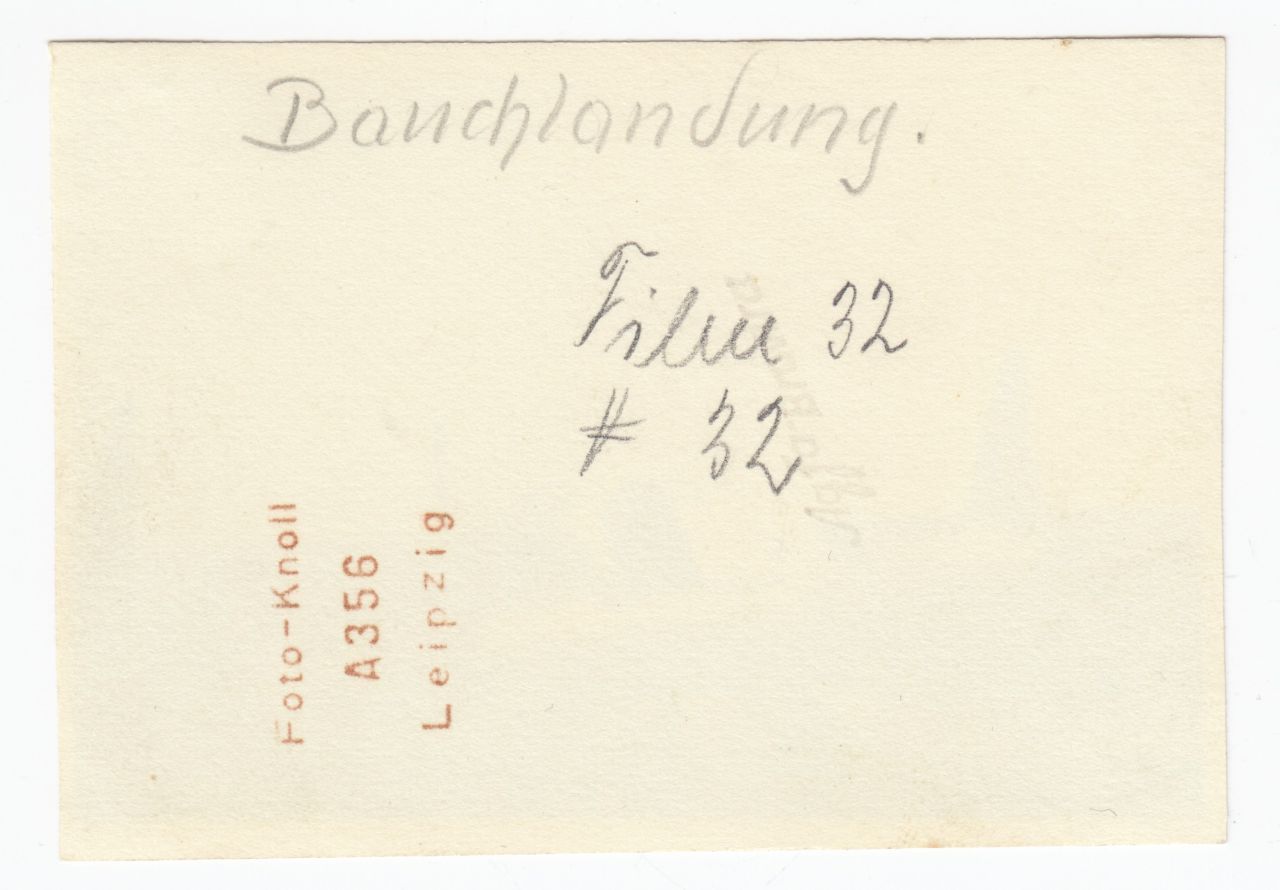 Bauchlandung.
Film 32
# 32
Foto-Knoll
A356
Leipzig